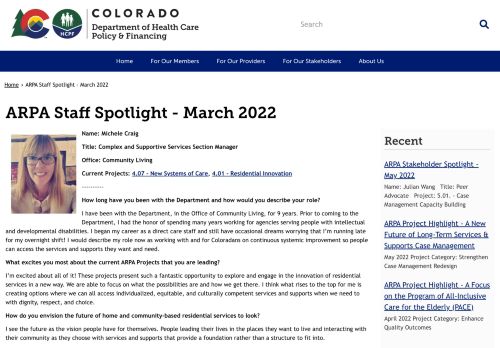 COLORADO
Department of Health Care
Policy & Financing
HCPF
Search
Home
For Our Members
For Our Providers
For Our Stakeholders
About Us
Home › ARPA Staff Spotlight - March 2022
ARPA Staff Spotlight - March 2022
Name: Michele Craig
Title: Complex and Supportive Services Section Manager
Office: Community Living
Current Projects: 4.07 - New Systems of Care, 4.01 - Residential Innovation
----------
How long have you been with the Department and how would you describe your role?
I have been with the Department, in the Office of Community Living, for 9 years. Prior to coming to the
Department, I had the honor of spending many years working for agencies serving people with intellectual
and developmental disabilities. I began my career as a direct care staff and still have occasional dreams worrying that I'm running late
for my overnight shift! I would describe my role now as working with and for Coloradans on continuous systemic improvement so people
can access the services and supports they want and need.
What excites you most about the current ARPA Projects that you are leading?
I'm excited about all of it! These projects present such a fantastic opportunity to explore and engage in the innovation of residential
services in a new way. We are able to focus on what the possibilities are and how we get there. I think what rises to the top for me is
creating options where we can all access individualized, equitable, and culturally competent services and supports when we need to
with dignity, respect, and choice.
How do you envision the future of home and community-based residential services to look?
I see the future as the vision people have for themselves. People leading their lives in the places they want to live and interacting with
their community as they choose with services and supports that provide a foundation rather than a structure to fit into.
Recent
ARPA Stakeholder Spotlight -
May 2022
Name: Julian Wang Title: Peer
Advocate Project: 5.01. -
Case Management Capacity Building
ARPA Project Highlight - A New
Future of Long-Term Services &
Supports Case Management
May 2022 Project Category: Strengthen
Case Management Redesign
ARPA Project Highlight - A Focus
on the Program of All-Inclusive
Care for the Elderly (PACE)
April 2022 Project Category: Enhance
Quality Outcomes